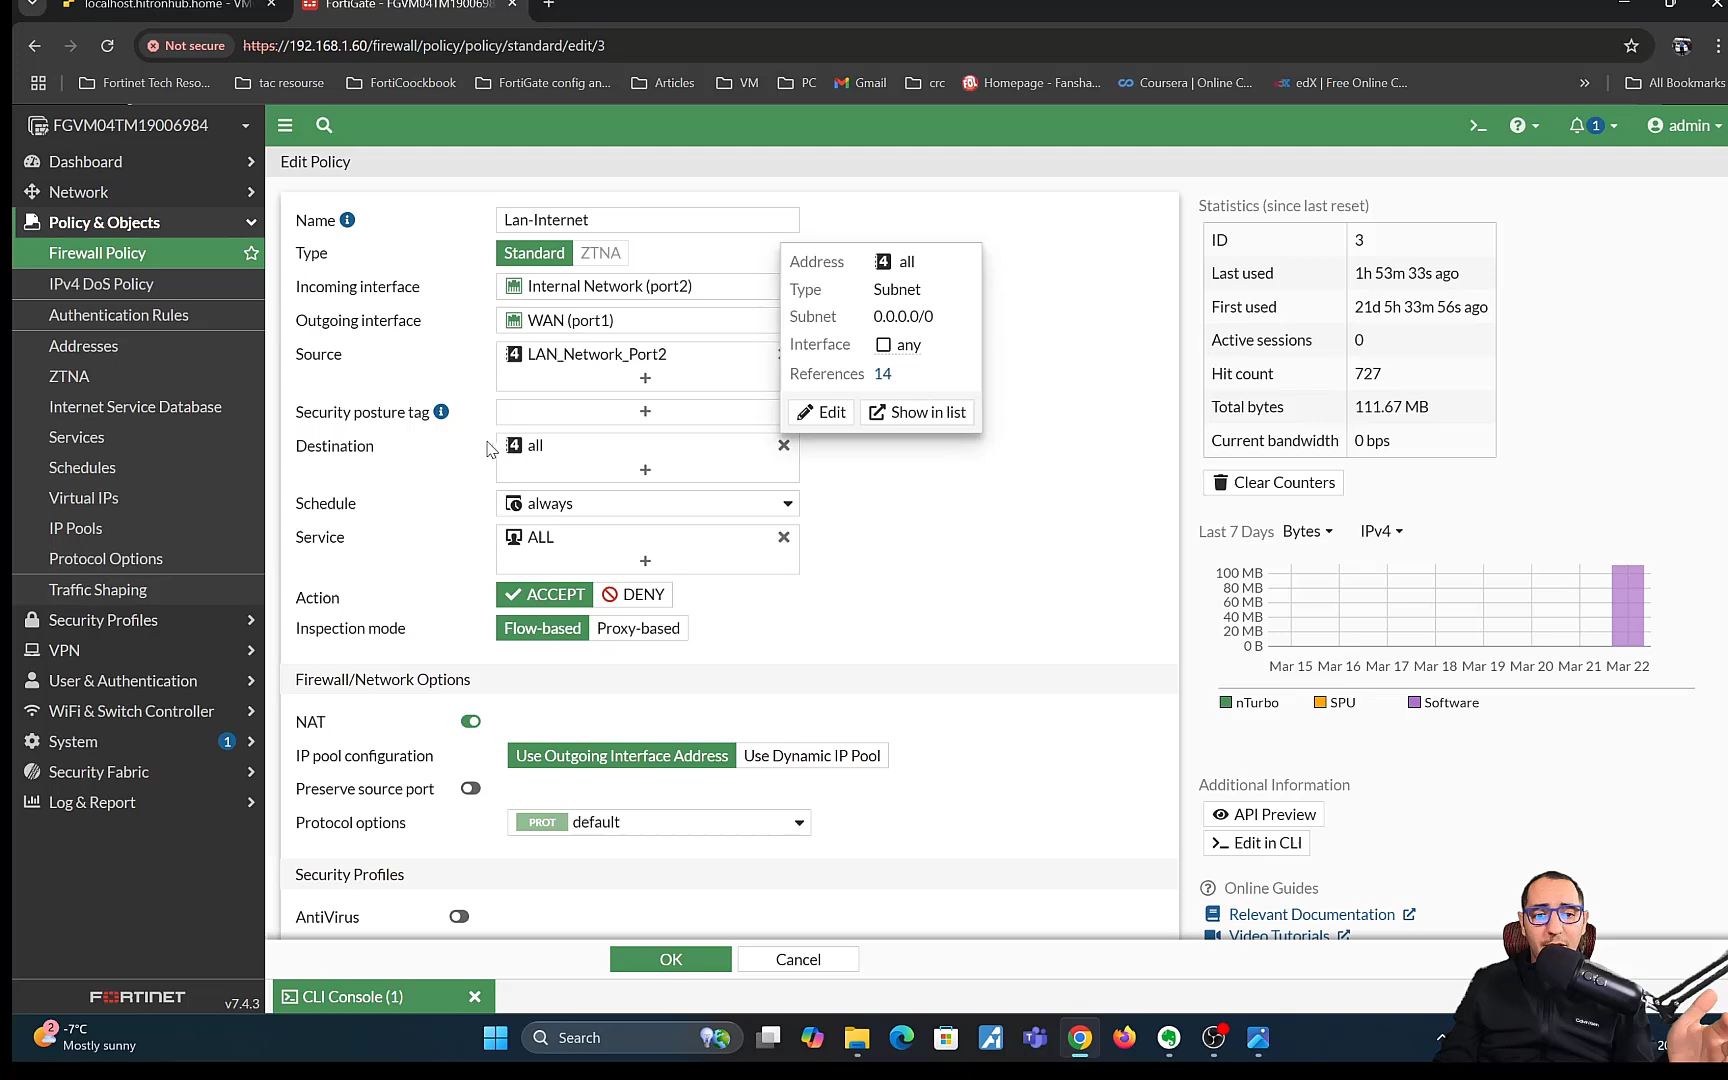 localhost.hitronhub.home - VM
FortiGate - FGVM04TM1900698
Not secure
https://192.168.1.60/firewall/policy/policy/standard/edit/3
Fortinet Tech Reso...
tac resourse
FortiCoockbook
FortiGate config an...
Articles
VM
PC
Gmail
crc
Homepage - Fansha...
Coursera | Online C...
edX | Free Online C...
All Bookmarks
FGVM04TM19006984
1
admin
Dashboard
Network
Policy & Objects
Firewall Policy
IPv4 DoS Policy
Authentication Rules
Addresses
ZTNA
Internet Service Database
Services
Schedules
Virtual IPs
IP Pools
Protocol Options
Traffic Shaping
Security Profiles
VPN
User & Authentication
WiFi & Switch Controller
System 1
Security Fabric
Log & Report
FORTINET v7.4.3
Edit Policy
Name Lan-Internet
Type Standard ZTNA
Incoming interface Internal Network (port2)
Outgoing interface WAN (port1)
Source 4 LAN_Network_Port2
+
Security posture tag +
Destination 4 all
+
Schedule always
Service ALL
+
Action ACCEPT DENY
Inspection mode Flow-based Proxy-based
Address 4 all
Type Subnet
Subnet 0.0.0.0/0
Interface any
References 14
Edit Show in list
Firewall/Network Options
NAT
IP pool configuration Use Outgoing Interface Address Use Dynamic IP Pool
Preserve source port
Protocol options PROT default
Security Profiles
AntiVirus
OK Cancel
CLI Console (1)
Statistics (since last reset)
ID 3
Last used 1h 53m 33s ago
First used 21d 5h 33m 56s ago
Active sessions 0
Hit count 727
Total bytes 111.67 MB
Current bandwidth 0 bps
Clear Counters
Last 7 Days Bytes IPv4
100 MB
80 MB
60 MB
40 MB
20 MB
0 B
Mar 15 Mar 16 Mar 17 Mar 18 Mar 19 Mar 20 Mar 21 Mar 22
nTurbo SPU Software
Additional Information
API Preview
Edit in CLI
Online Guides
Relevant Documentation
Video Tutorials
2
-7°C
Mostly sunny
Search
Calvin Klein